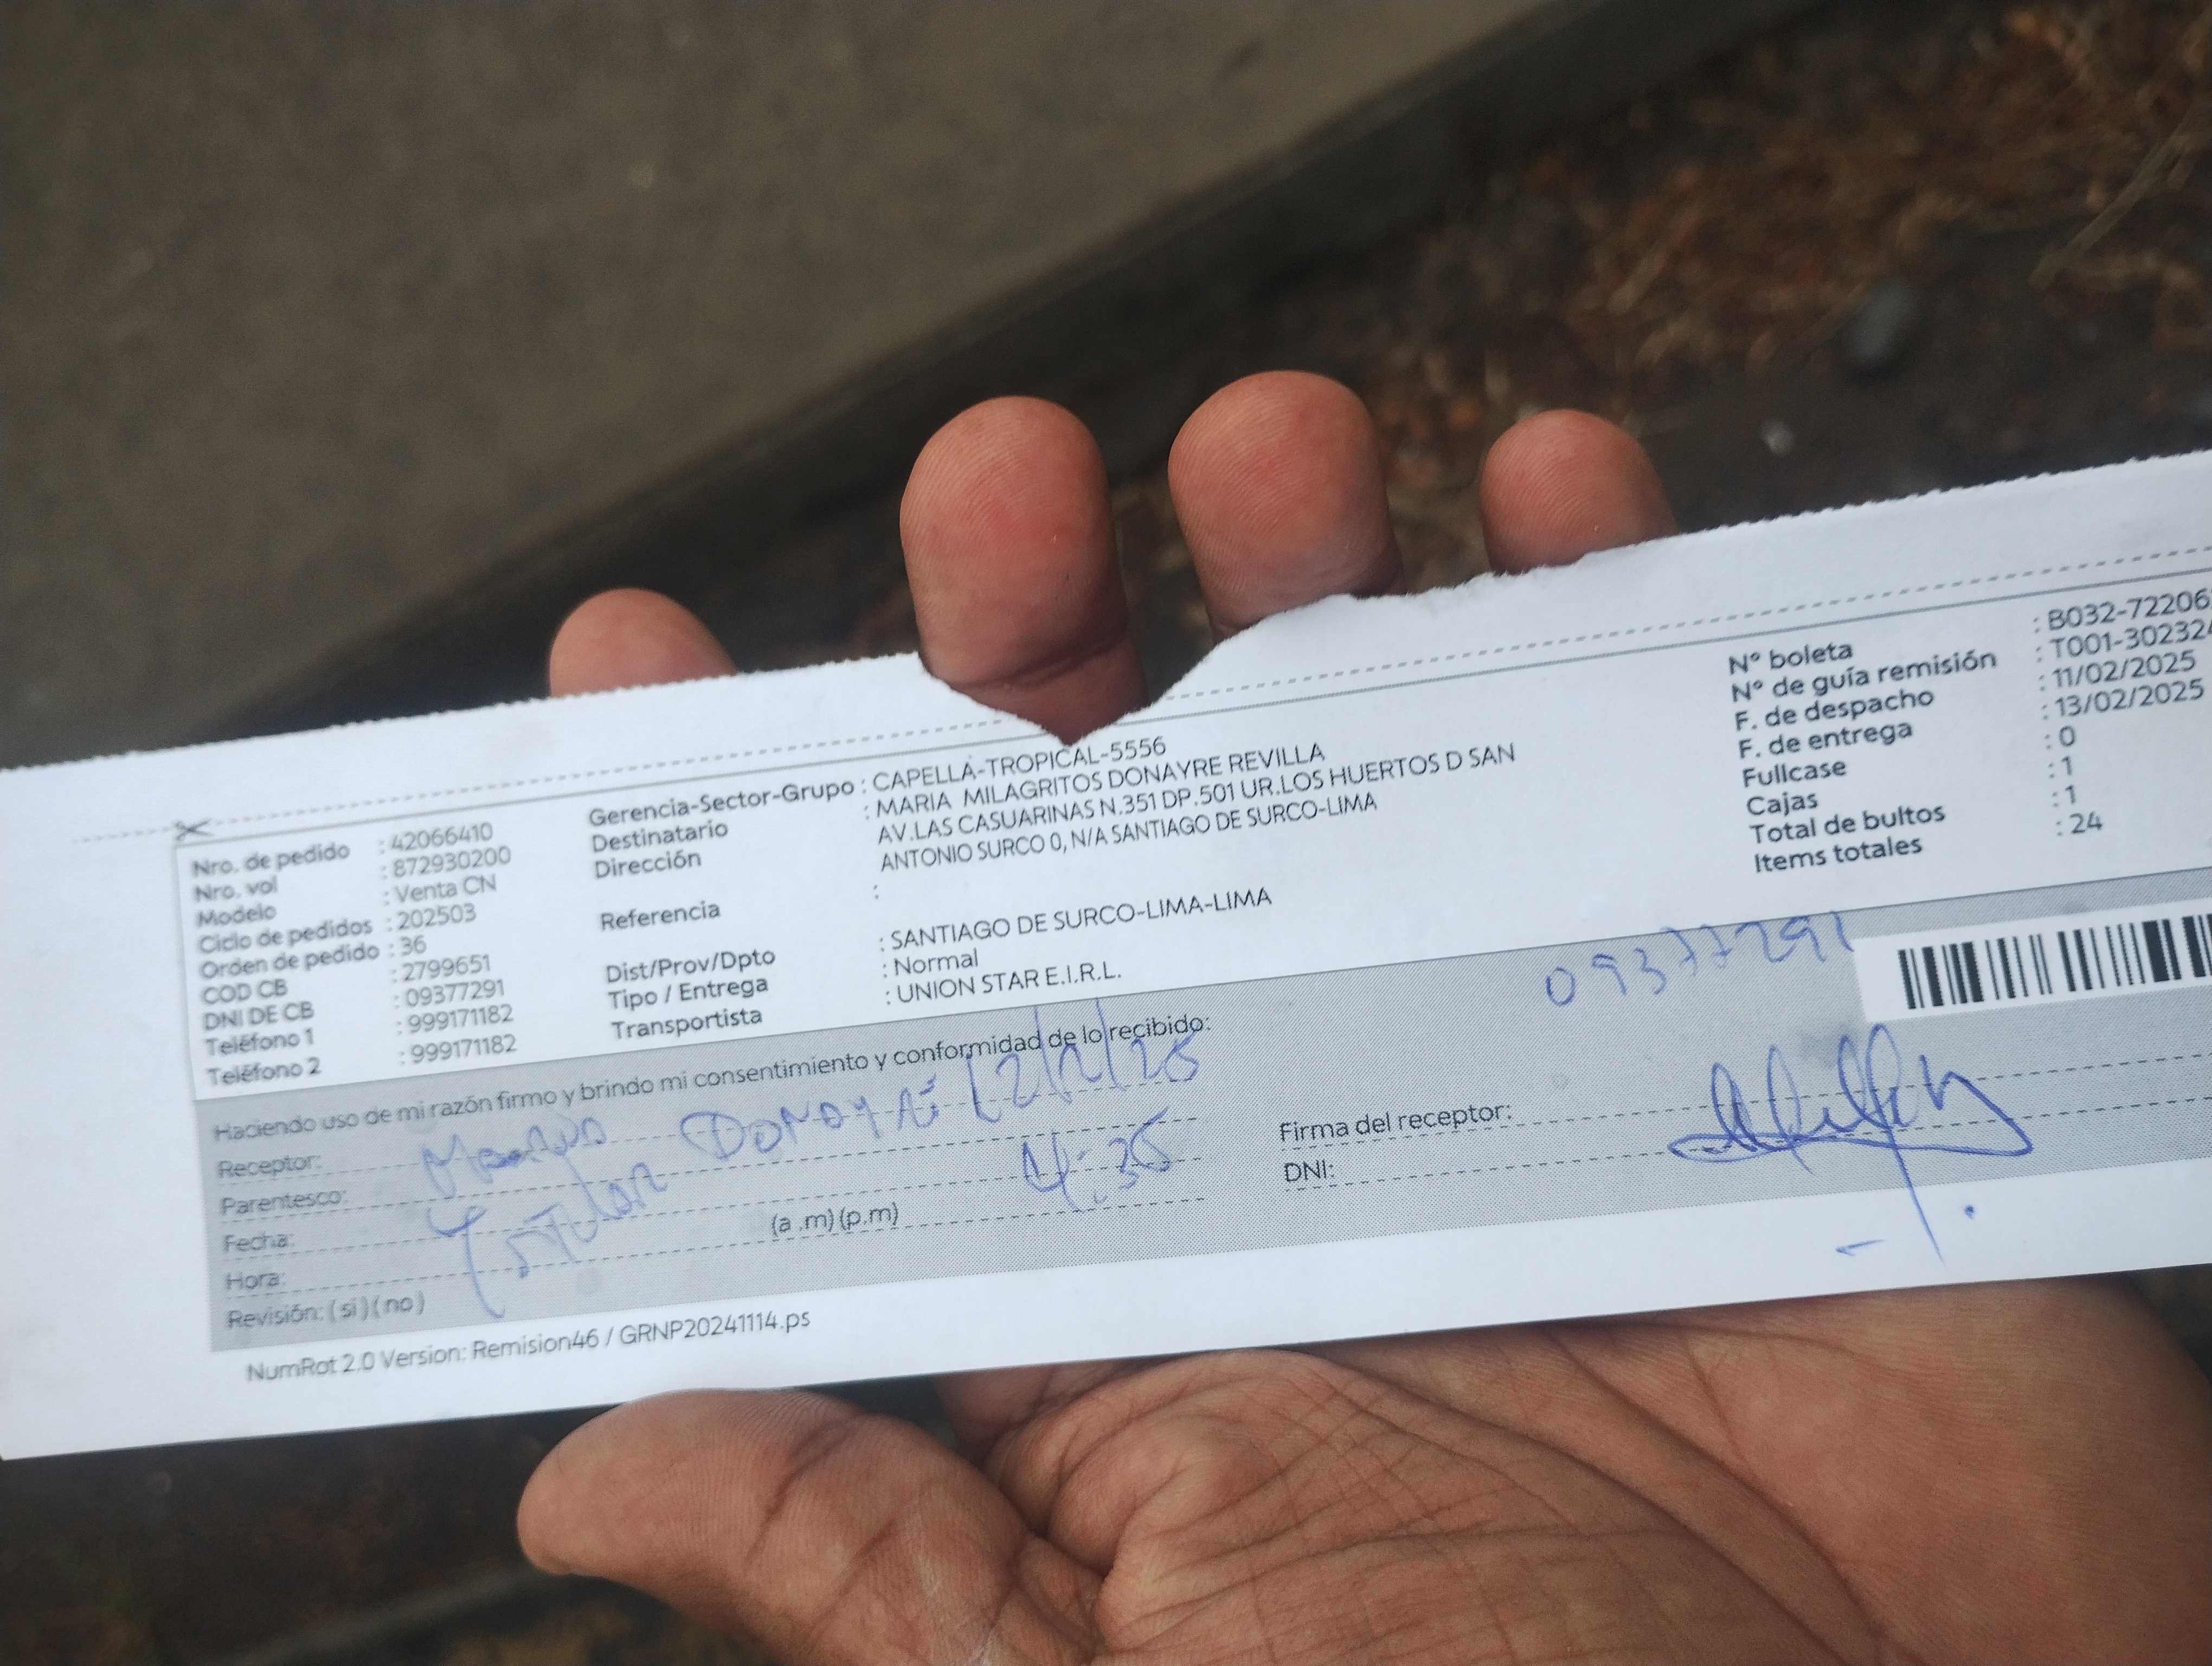 Nro. de pedido : 42066410
Nro. vol : 872930200
Modelo : Venta CN
Ciclo de pedidos : 202503
Orden de pedido : 36
COD CB : 2799651
DNI DE CB : 09377291
Teléfono 1 : 999171182
Teléfono 2 : 999171182
Gerencia-Sector-Grupo : CAPELLA-TROPICAL-5556
Destinatario : MARIA MILAGRITOS DONAYRE REVILLA
Dirección AV.LAS CASUARINAS N.351 DP.501 UR.LOS HUERTOS D SAN
ANTONIO SURCO 0, N/A SANTIAGO DE SURCO-LIMA
Referencia :
Dist/Prov/Dpto : SANTIAGO DE SURCO-LIMA-LIMA
Tipo / Entrega : Normal
Transportista : UNION STAR E.I.R.L.
N° boleta : B032-72206
N° de guía remisión : T001-302324
F. de despacho : 11/02/2025
F. de entrega : 13/02/2025
Fullcase : 0
Cajas : 1
Total de bultos : 1
Items totales : 24
09377291
Haciendo uso de mi razón firmo y brindo mi consentimiento y conformidad de lo recibido:
Receptor:
Parentesco:
Fecha:
Hora: (a .m) (p.m) 4:35
Revisión: ( si ) ( no )
Firma del receptor:
DNI:
NumRot 2.0 Version: Remision46 / GRNP20241114.ps